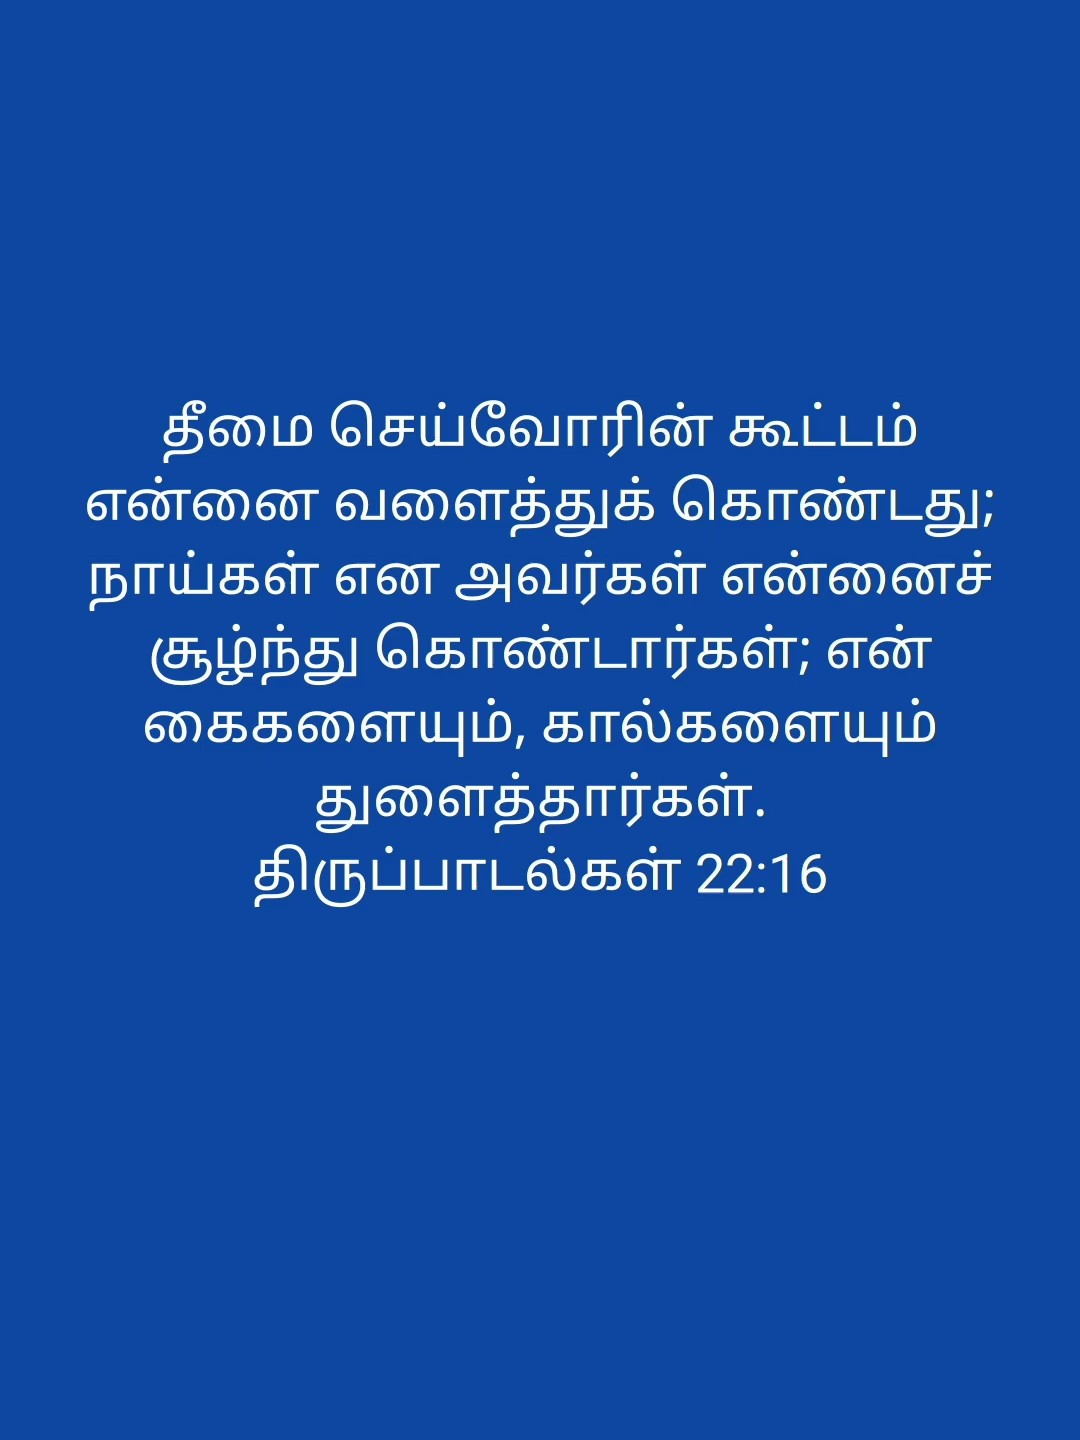 தீமை செய்வோரின் கூட்டம்
என்னை வளைத்துக் கொண்டது;
நாய்கள் என அவர்கள் என்னைச்
சூழ்ந்து கொண்டார்கள்; என்
கைகளையும், கால்களையும்
துளைத்தார்கள்.
திருப்பாடல்கள் 22:16